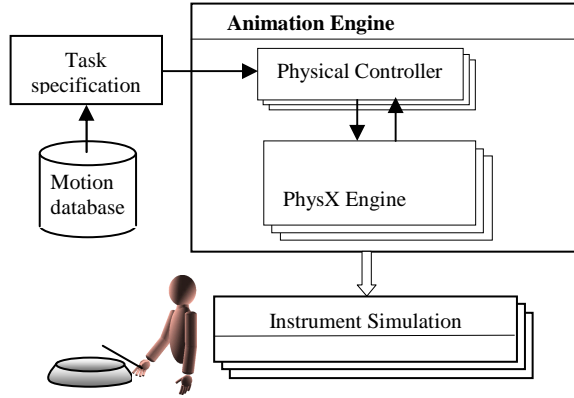 Animation Engine
Task
specification
Physical Controller
Motion
database
PhysX Engine
Instrument Simulation